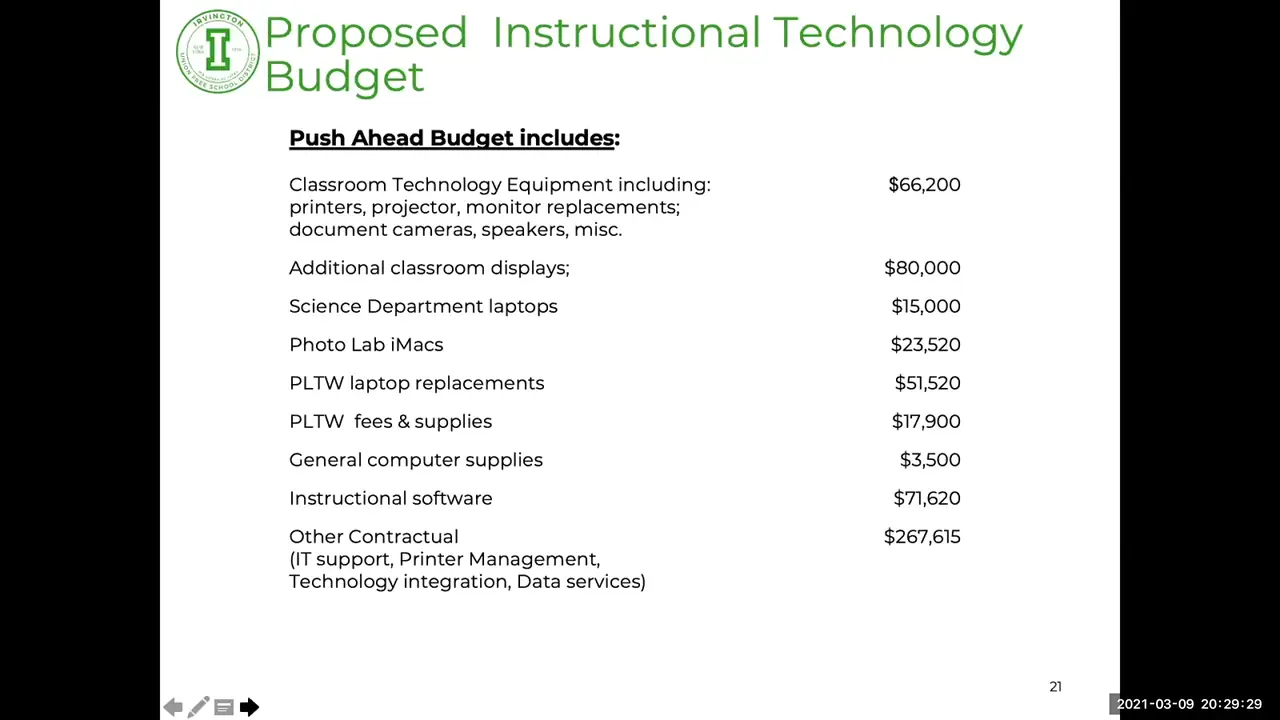 IRVINGTON
UNION FREE SCHOOL DISTRICT
I
Proposed  Instructional Technology
Budget
Push Ahead Budget includes:
Classroom Technology Equipment including: $66,200
printers, projector, monitor replacements;
document cameras, speakers, misc.
Additional classroom displays; $80,000
Science Department laptops $15,000
Photo Lab iMacs $23,520
PLTW laptop replacements $51,520
PLTW  fees & supplies $17,900
General computer supplies $3,500
Instructional software $71,620
Other Contractual $267,615
(IT support, Printer Management,
Technology integration, Data services)
21
2021-03-09 20:29:29